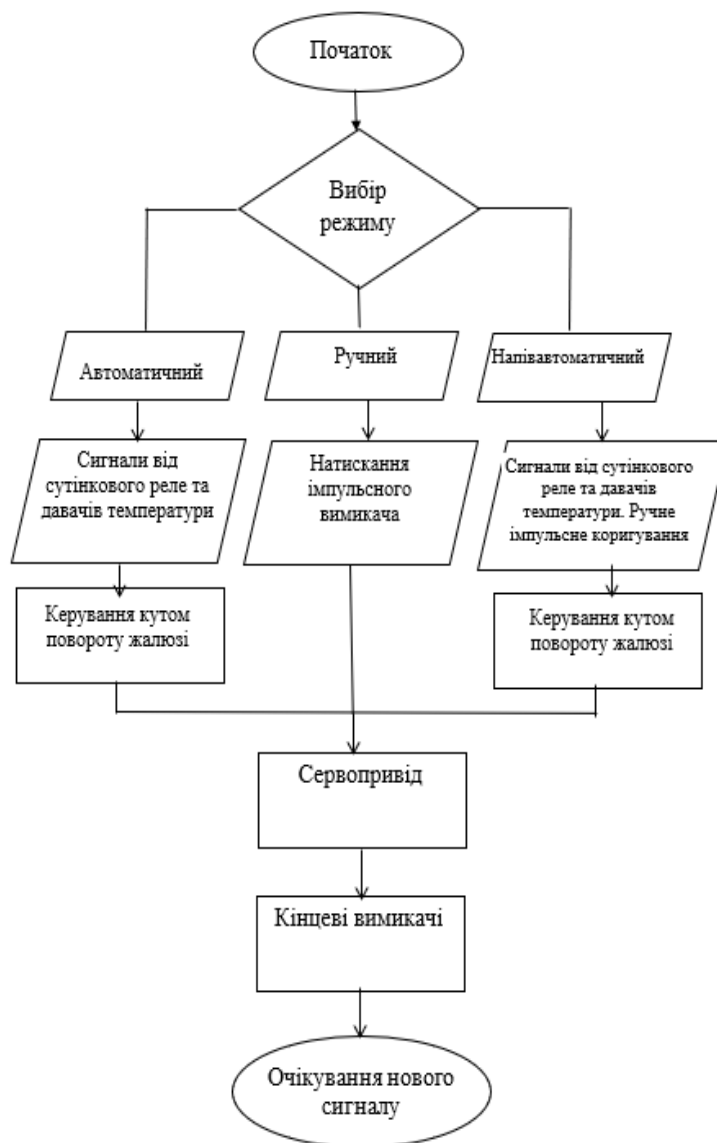 Початок
Вибір
режиму
Автоматичний
Ручний
Напівавтоматичний
Сигнали від
сутінкового реле та
давачів температури
Натискання
імпульсного
вимикача
Сигнали від сутінкового
реле та давачів
температури. Ручне
імпульсне коригування
Керування кутом
повороту жалюзі
Керування кутом
повороту жалюзі
Сервопривід
Кінцеві вимикачі
Очікування нового
сигналу